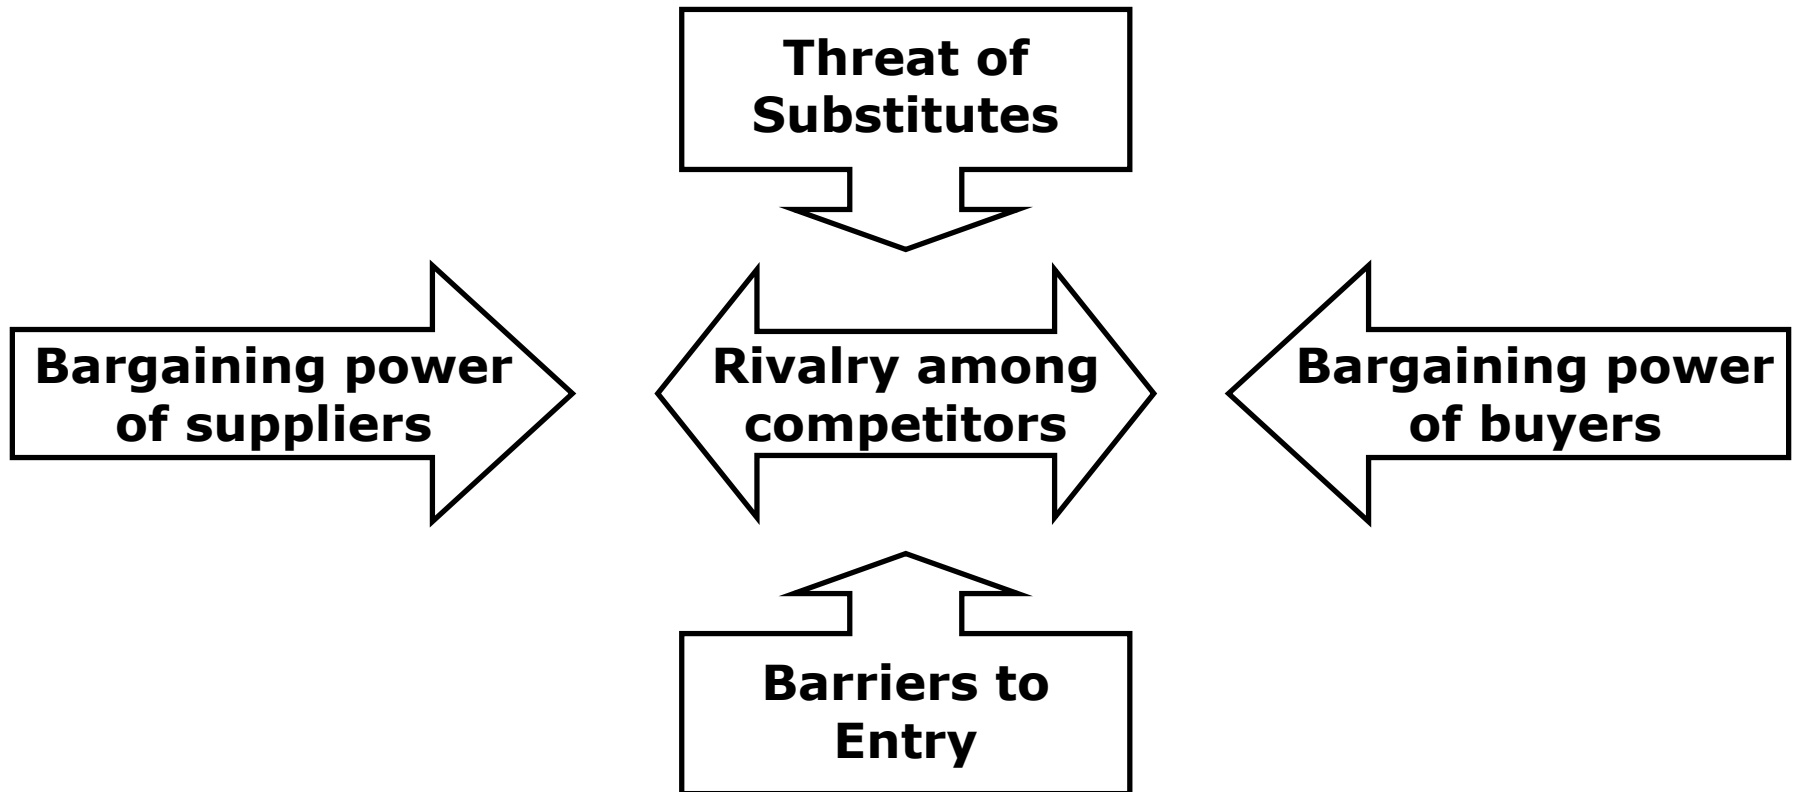 Threat of
Substitutes
Bargaining power
of suppliers
Rivalry among
competitors
Bargaining power
of buyers
Barriers to
Entry